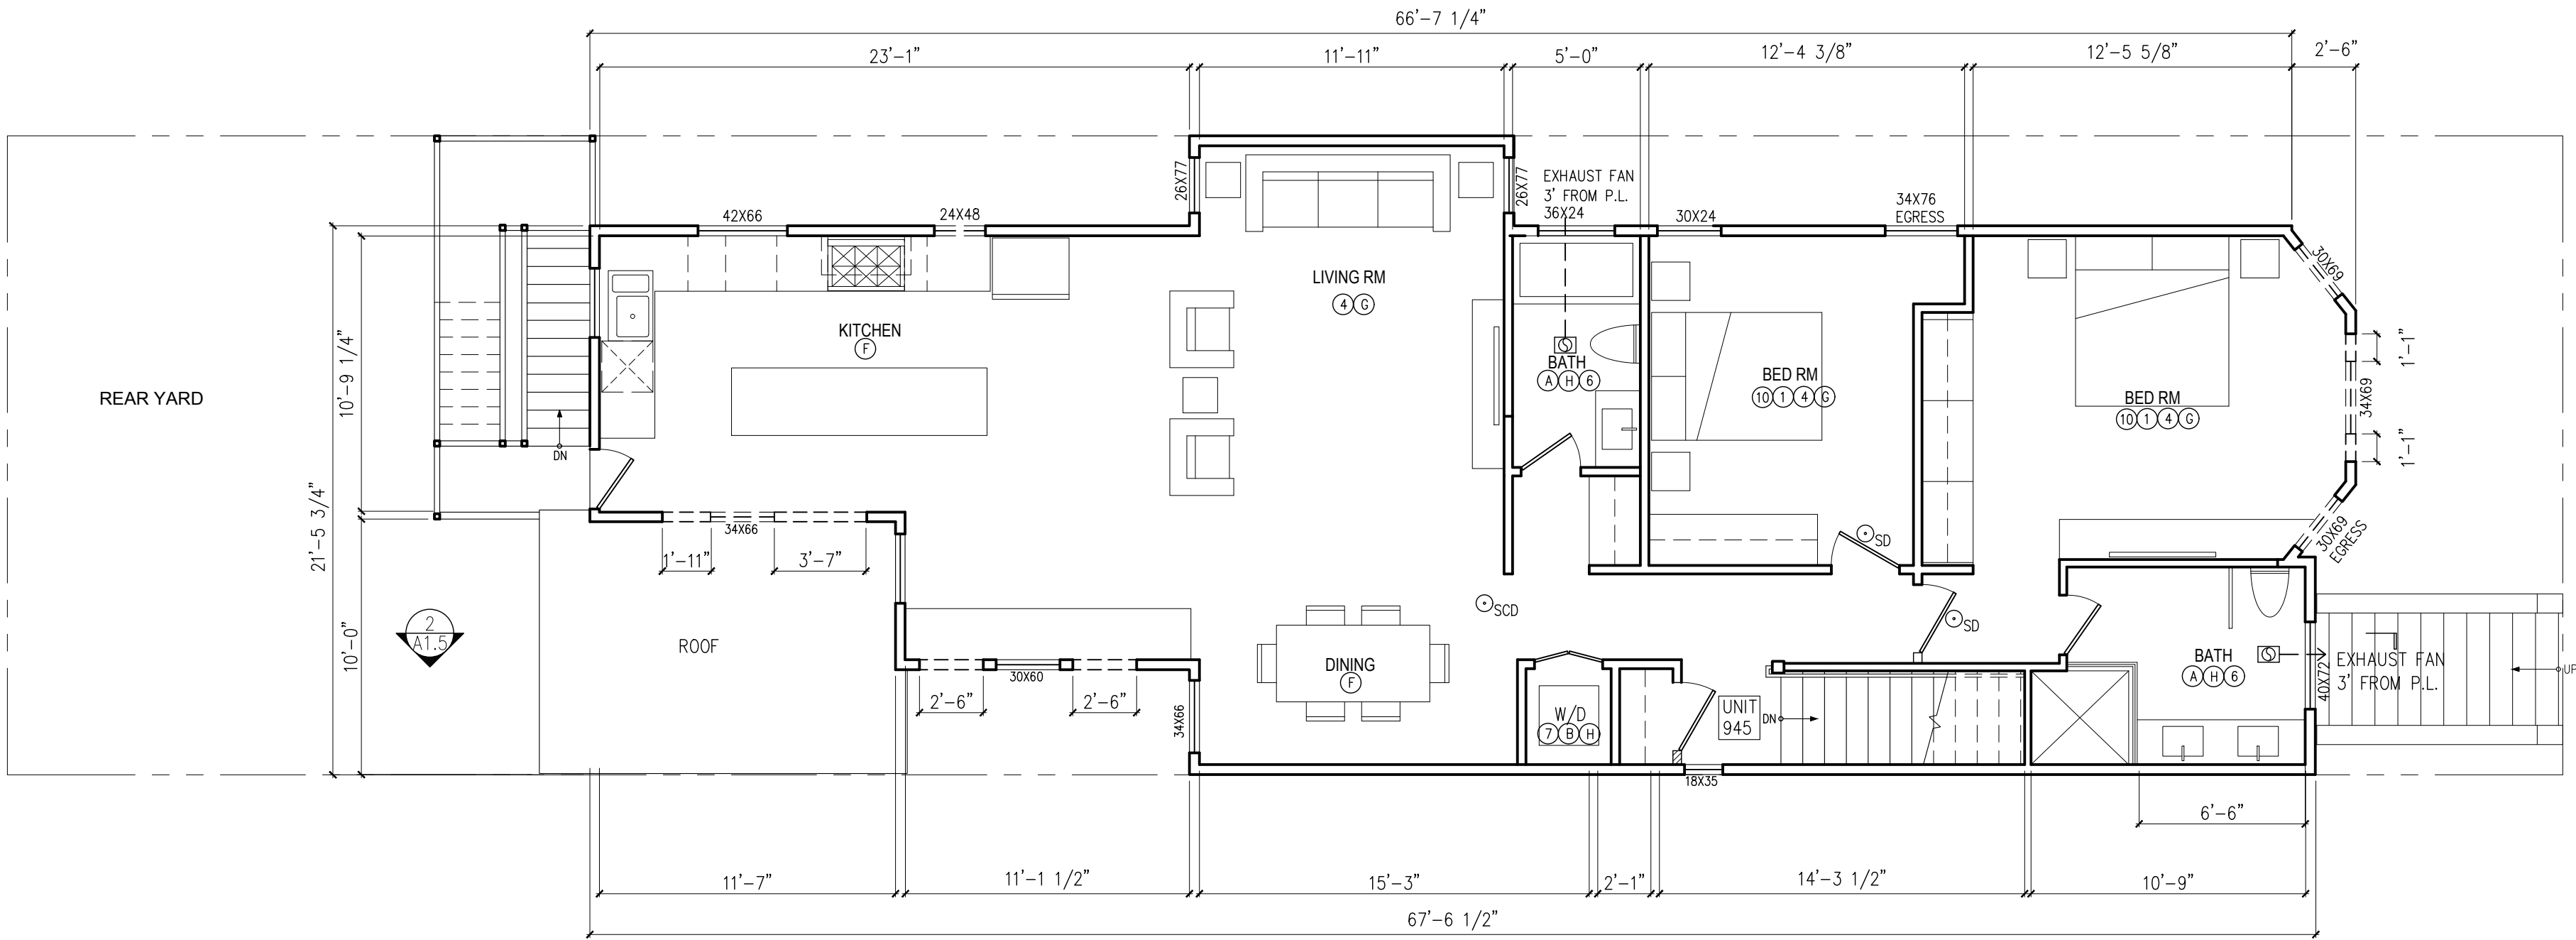 66'-7 1/4"
23'-1"
11'-11"
5'-0"
12'-4 3/8"
12'-5 5/8"
2'-6"
42X66
24X48
26X77
26X77
EXHAUST FAN
3' FROM P.L.
36X24
30X24
34X76
EGRESS
30X69
LIVING RM
4 G
KITCHEN
F
BATH
A H 6
BED RM
10 1 4 G
BED RM
10 1 4 G
1'-1"
34X69
1'-1"
REAR YARD
10'-9 1/4"
21'-5 3/4"
10'-0"
DN
34X66
1'-11"
3'-7"
SD
30X69
EGRESS
2
A1.5
ROOF
SCD
SD
DINING
F
30X60
2'-6"
2'-6"
34X66
W/D
7 B H
UNIT
945
DN
18X35
BATH
A H 6
40X72
EXHAUST FAN
3' FROM P.L.
UP
6'-6"
11'-7"
11'-1 1/2"
15'-3"
2'-1"
14'-3 1/2"
10'-9"
67'-6 1/2"